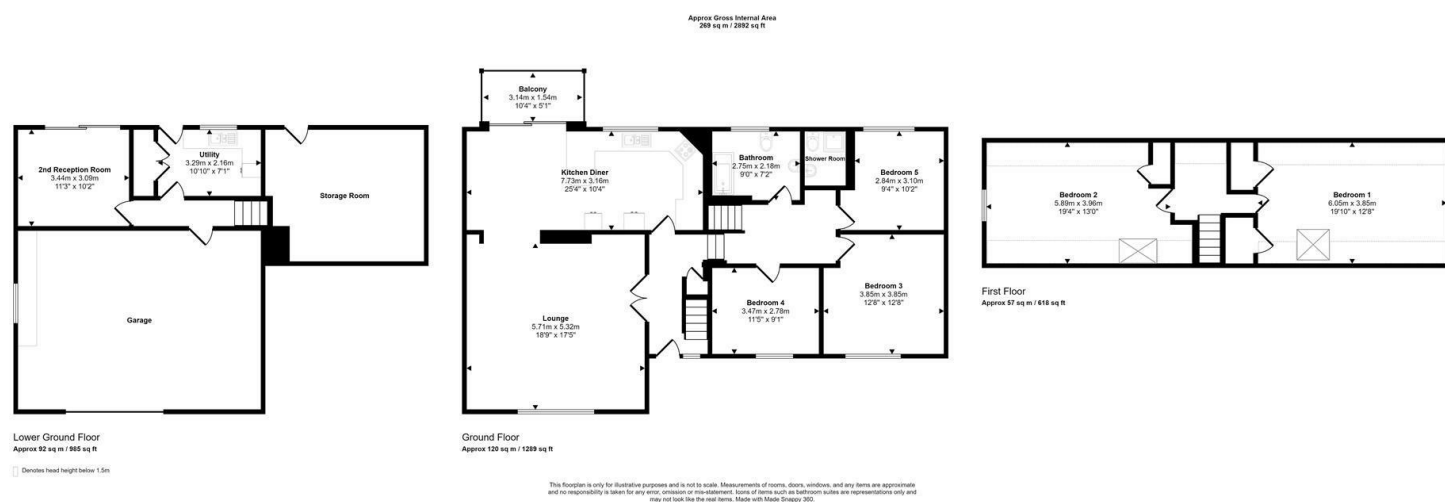 Approx Gross Internal Area
269 sq m / 2892 sq ft
Balcony
3.14m x 1.54m
10'4" x 5'1"
2nd Reception Room
3.44m x 3.09m
11'3" x 10'2"
Utility
3.29m x 2.16m
10'10" x 7'1"
Storage Room
Garage
Lower Ground Floor
Approx 92 sq m / 985 sq ft
Denotes head height below 1.5m
Kitchen Diner
7.73m x 3.16m
25'4" x 10'4"
Bathroom
2.75m x 2.18m
9'0" x 7'2"
Shower Room
Bedroom 5
2.84m x 3.10m
9'4" x 10'2"
Lounge
5.71m x 5.32m
18'9" x 17'5"
Bedroom 4
3.47m x 2.78m
11'5" x 9'1"
Bedroom 3
3.85m x 3.85m
12'8" x 12'8"
Ground Floor
Approx 120 sq m / 1289 sq ft
Bedroom 2
5.89m x 3.96m
19'4" x 13'0"
Bedroom 1
6.05m x 3.85m
19'10" x 12'8"
First Floor
Approx 57 sq m / 618 sq ft
This floorplan is only for illustrative purposes and is not to scale. Measurements of rooms, doors, windows, and any items are approximate
and no responsibility is taken for any error, omission or mis-statement. Icons of items such as bathroom suites are representations only and
may not look like the real items. Made with Made Snappy 360.